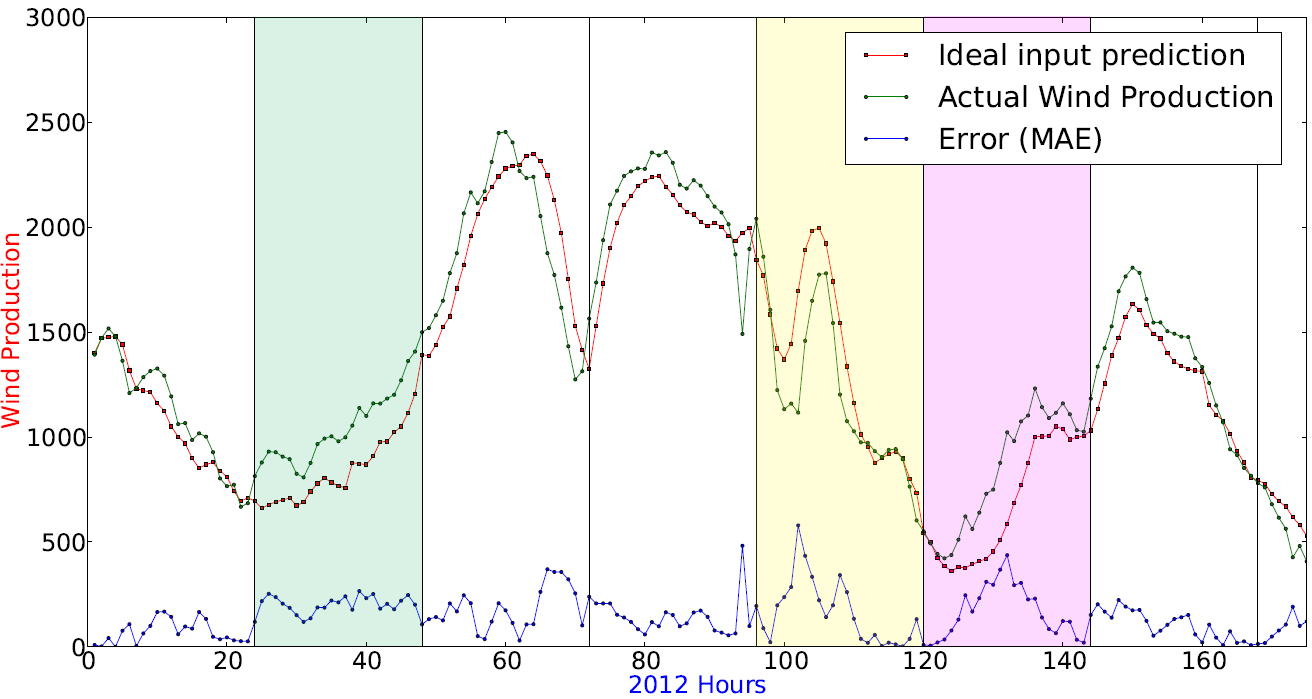 3000
2500
2000
1500
1000
500
0
Wind Production
Ideal input prediction
Actual Wind Production
Error (MAE)
0 20 40 60 80 100 120 140 160
2012 Hours